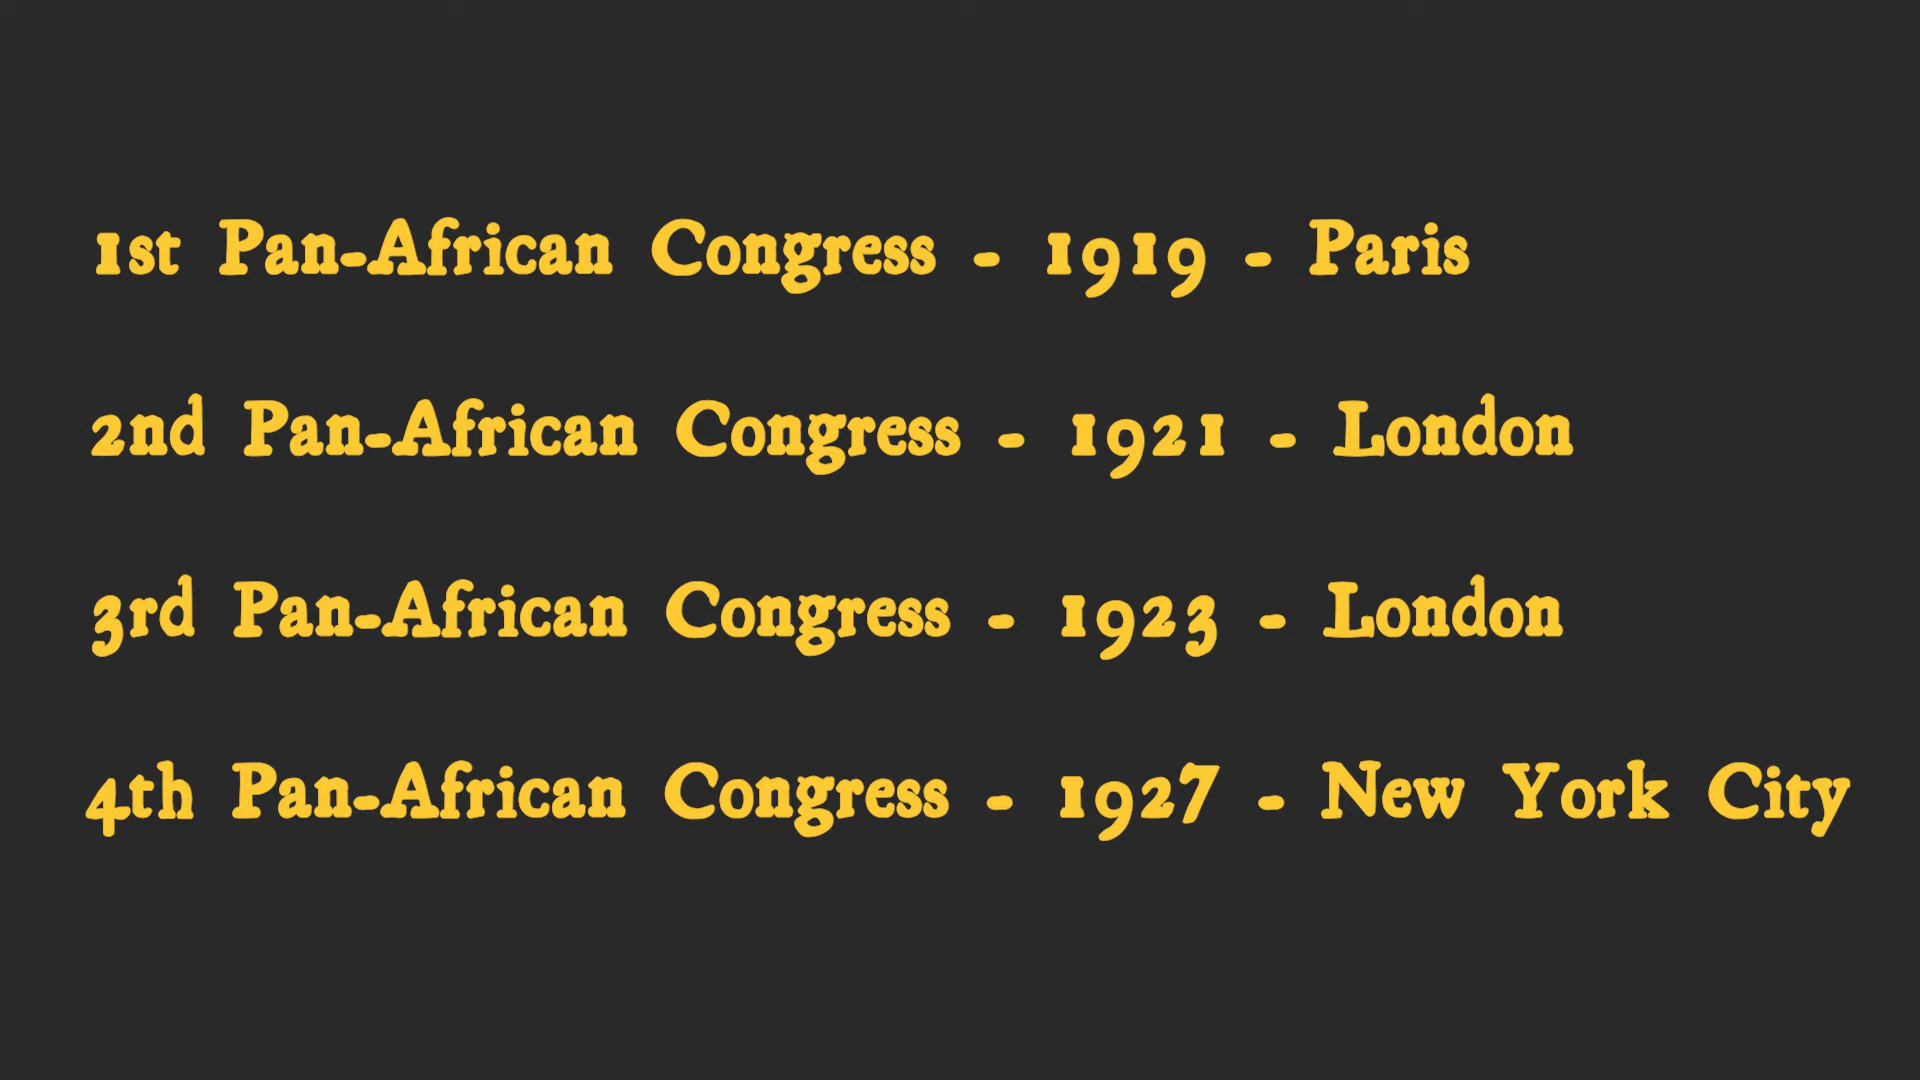 1st Pan-African Congress - 1919 - Paris
2nd Pan-African Congress - 1921 - London
3rd Pan-African Congress - 1923 - London
4th Pan-African Congress - 1927 - New York City